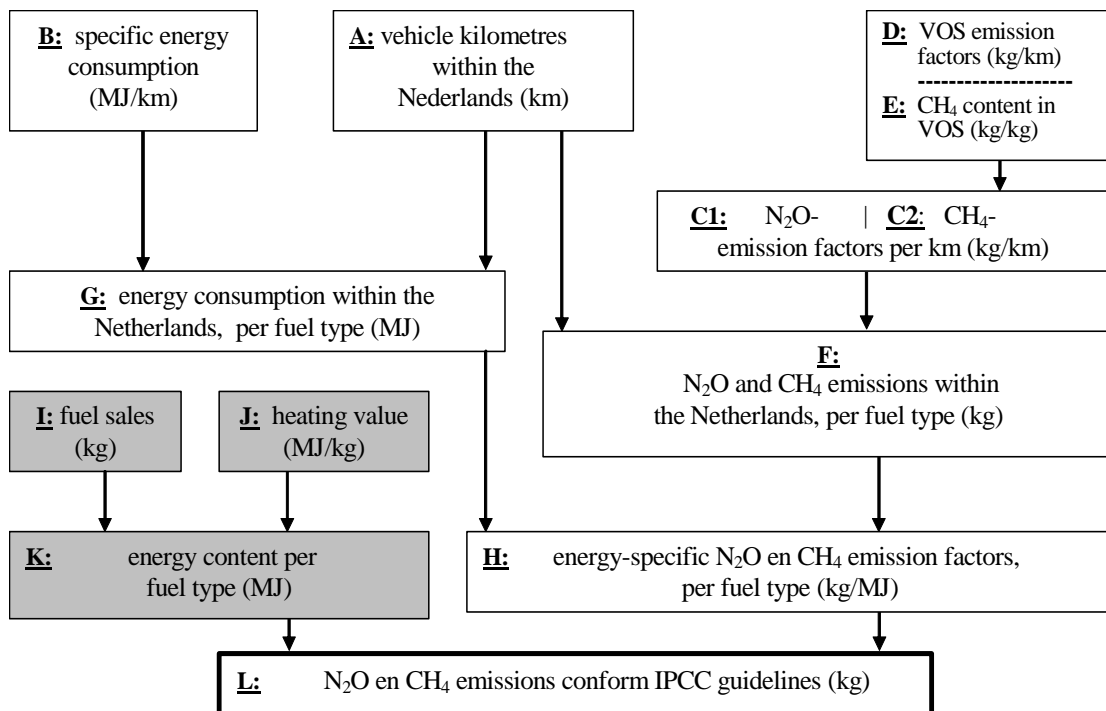 B: specific energy
consumption
(MJ/km)
A: vehicle kilometres
within the
Nederlands (km)
D: VOS emission
factors (kg/km)
--------------------
E: CH₄ content in
VOS (kg/kg)
C1: N₂O- | C2: CH₄-
emission factors per km (kg/km)
G: energy consumption within the
Netherlands, per fuel type (MJ)
F:
N₂O and CH₄ emissions within
the Netherlands, per fuel type (kg)
I: fuel sales
(kg)
J: heating value
(MJ/kg)
K: energy content per
fuel type (MJ)
H: energy-specific N₂O en CH₄ emission factors,
per fuel type (kg/MJ)
L: N₂O en CH₄ emissions conform IPCC guidelines (kg)